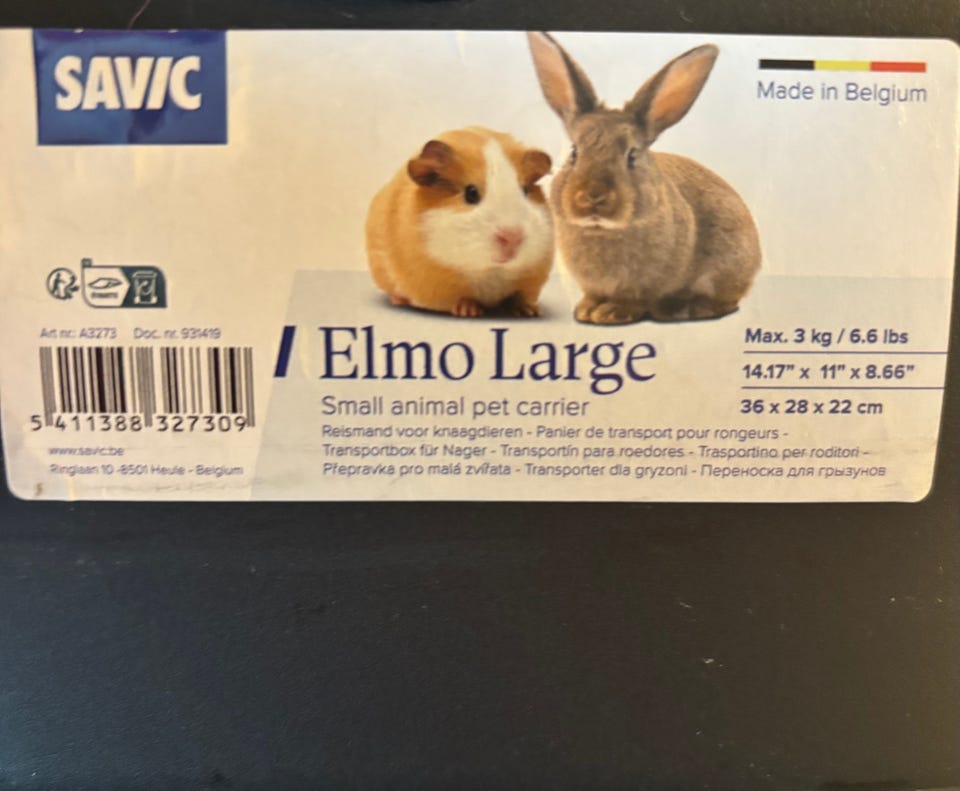 SAVIC
Made in Belgium
Art nr: A3273 Doc. nr. 931419
5 411388 327309
www.savic.be
Ringlaan 10 -8501 Heule - Belgium
Elmo Large
Small animal pet carrier
Reismand voor knaagdieren - Panier de transport pour rongeurs -
Transportbox für Nager - Transportín para roedores - Trasportino per roditori -
Přepravka pro malá zvířata - Transporter dla gryzoni - Переноска для грызунов
Max. 3 kg / 6.6 lbs
14.17” x 11” x 8.66”
36 x 28 x 22 cm